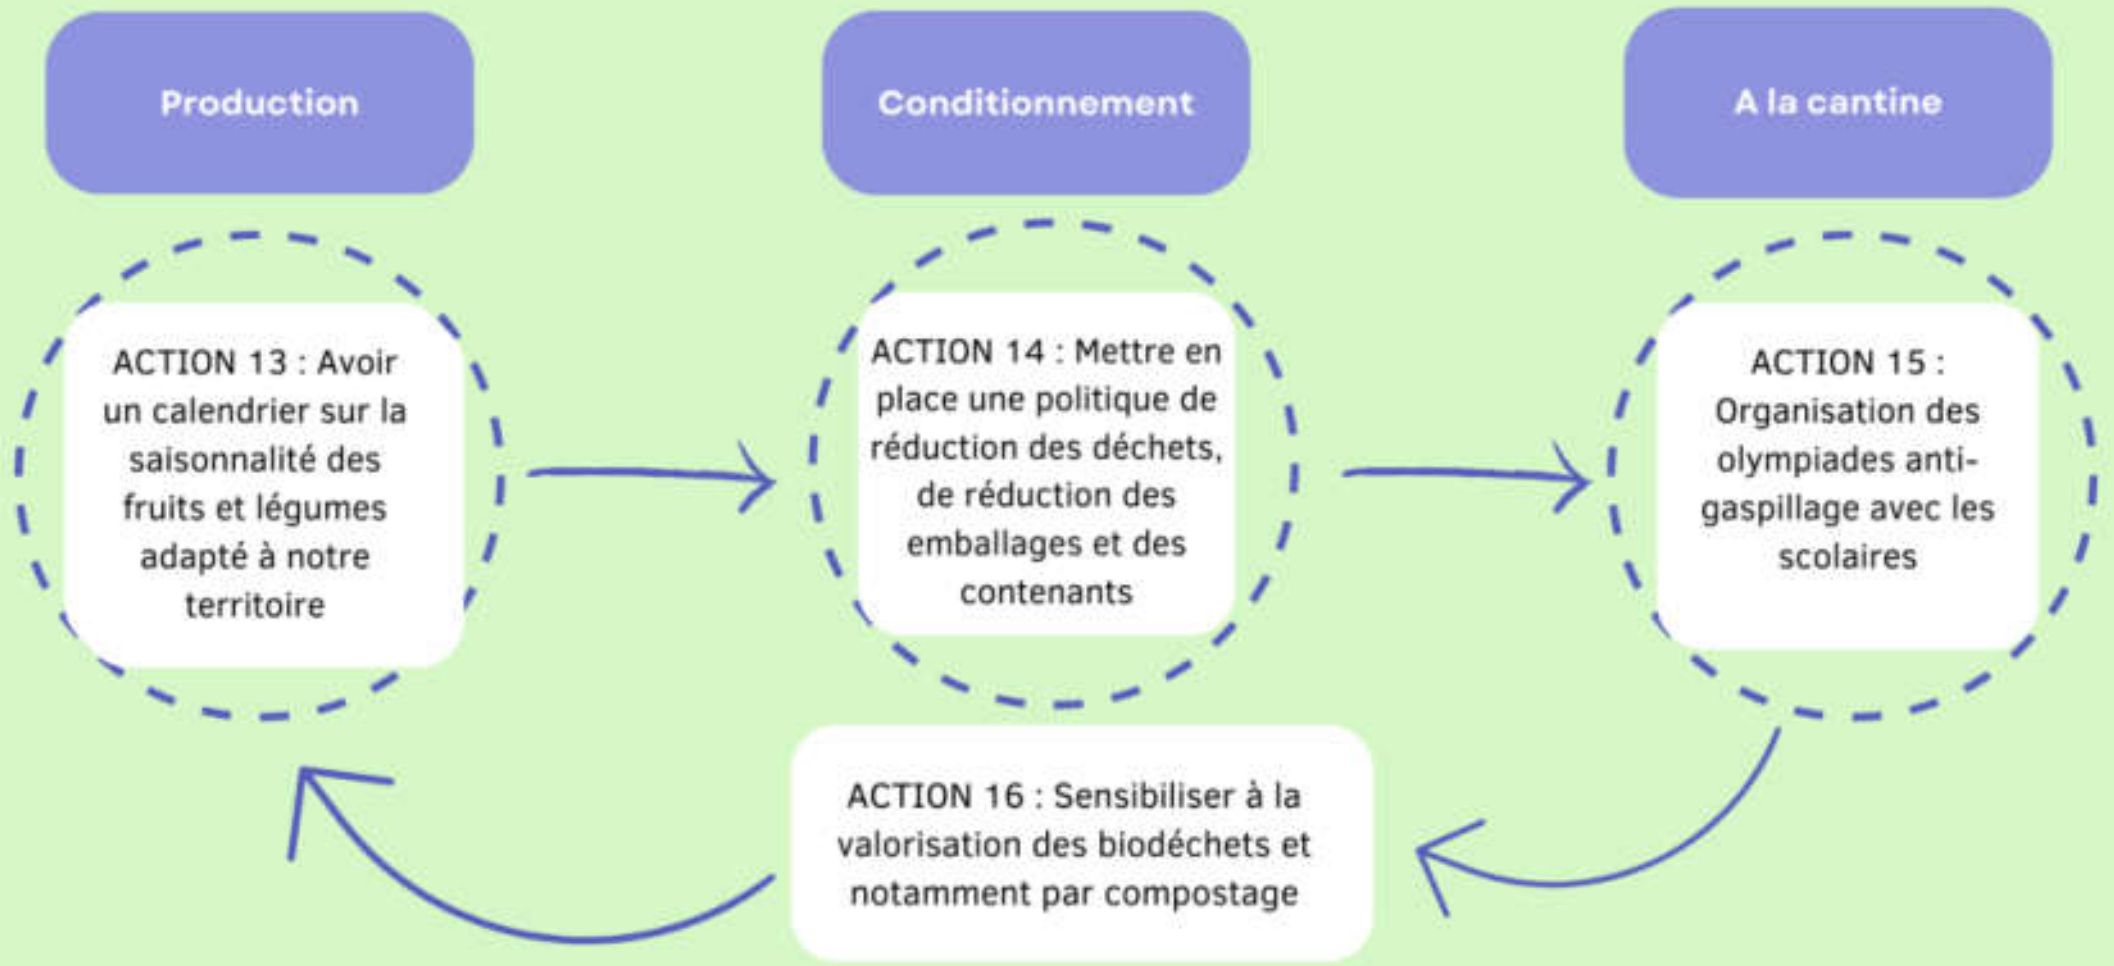 Production
Conditionnement
A la cantine
ACTION 13 : Avoir
un calendrier sur la
saisonnalité des
fruits et légumes
adapté à notre
territoire
ACTION 14 : Mettre en
place une politique de
réduction des déchets,
de réduction des
emballages et des
contenants
ACTION 15 :
Organisation des
olympiades anti-
gaspillage avec les
scolaires
ACTION 16 : Sensibiliser à la
valorisation des biodéchets et
notamment par compostage